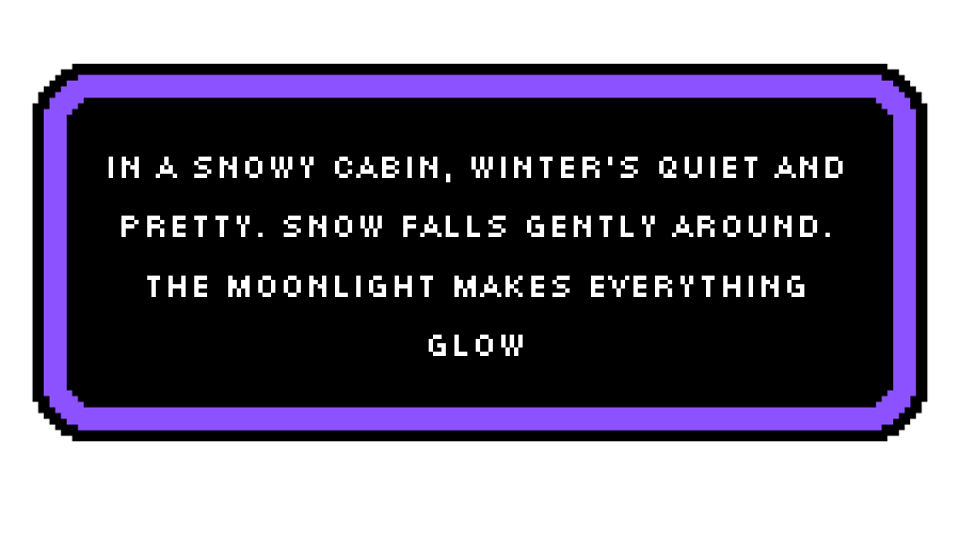 IN A SNOWY CABIN, WINTER'S QUIET AND
PRETTY. SNOW FALLS GENTLY AROUND.
THE MOONLIGHT MAKES EVERYTHING
GLOW